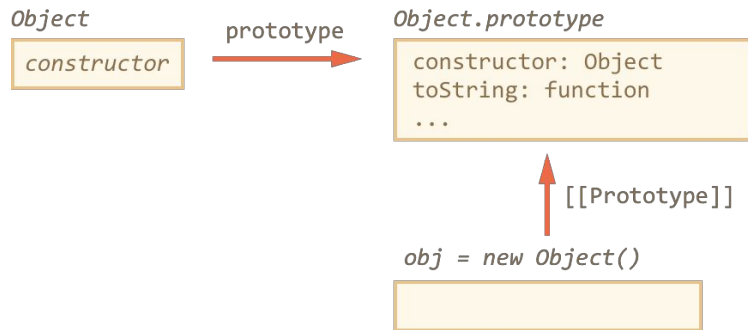 Object
prototype
Object.prototype
constructor
constructor: Object
toString: function
...
[[Prototype]]
obj = new Object()